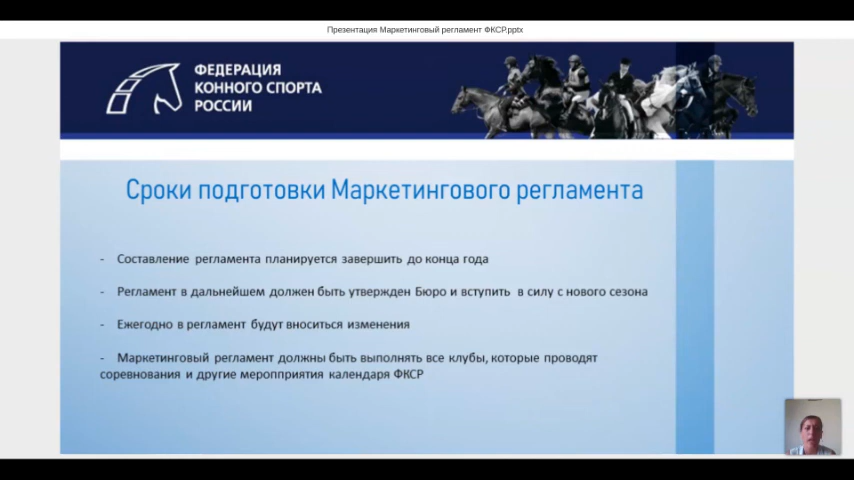 Презентация Маркетинговый регламент ФКСР.pptx
ФЕДЕРАЦИЯ
КОННОГО СПОРТА
РОССИИ
Сроки подготовки Маркетингового регламента
- Составление регламента планируется завершить до конца года
- Регламент в дальнейшем должен быть утвержден Бюро и вступить в силу с нового сезона
- Ежегодно в регламент будут вноситься изменения
- Маркетинговый регламент должны быть выполнять все клубы, которые проводят
соревнования и другие меропприятия календаря ФКСР